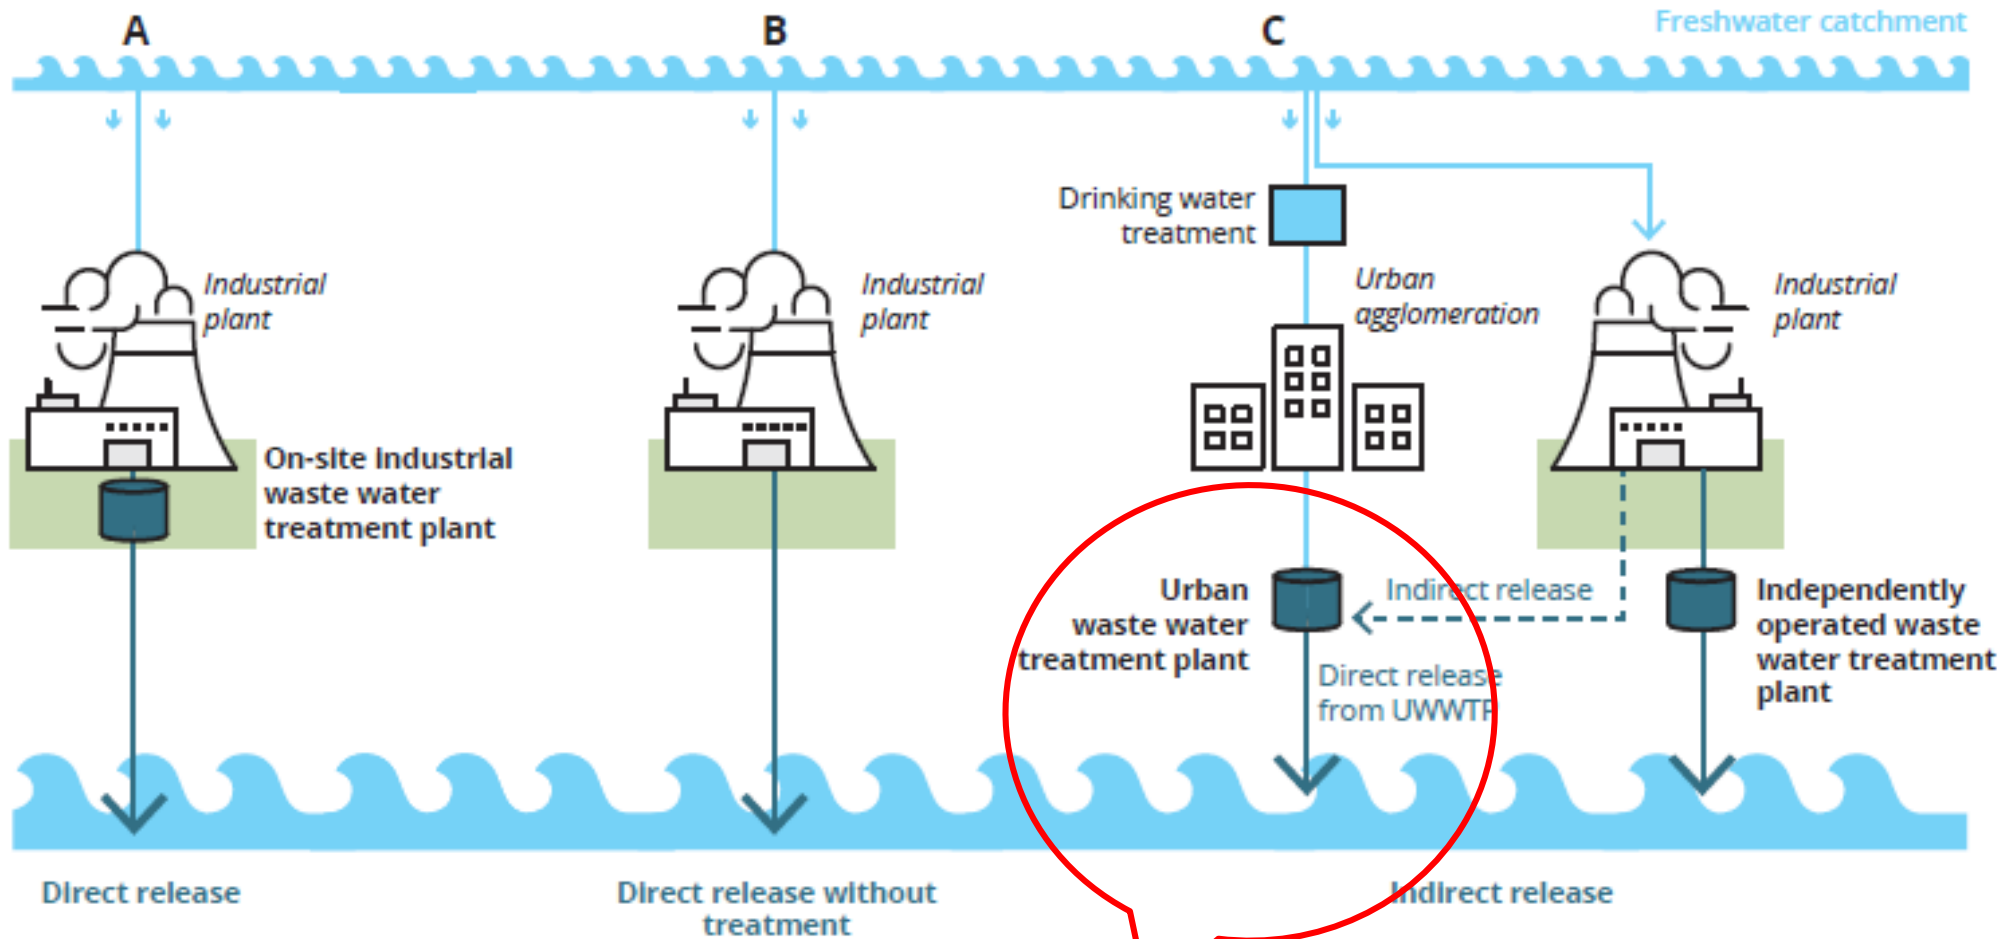 A
B
C
Freshwater catchment
Drinking water
treatment
Industrial
plant
Industrial
plant
Urban
agglomeration
Industrial
plant
On-site industrial
waste water
treatment plant
Urban
waste water
treatment plant
Indirect release
Independently
operated waste
water treatment
plant
Direct release
from UWWTP
Direct release
Direct release without
treatment
Indirect release